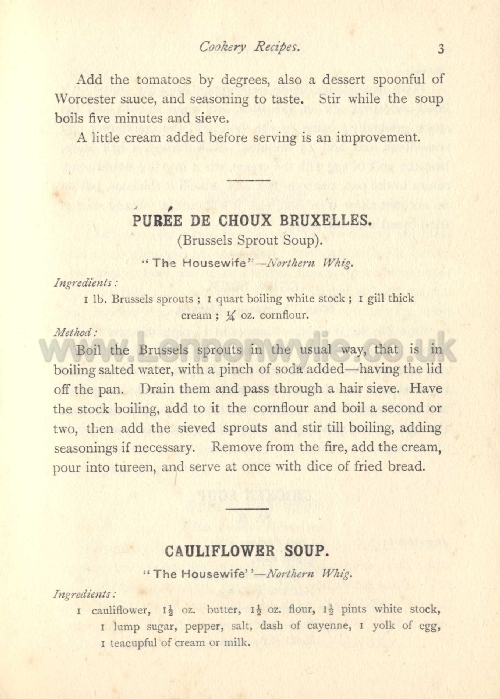 Cookery Recipes. 3
Add the tomatoes by degrees, also a dessert spoonful of
Worcester sauce, and seasoning to taste. Stir while the soup
boils five minutes and sieve.
A little cream added before serving is an improvement.
PURÉE DE CHOUX BRUXELLES.
(Brussels Sprout Soup).
"The Housewife"—Northern Whig.
Ingredients:
1 lb. Brussels sprouts; 1 quart boiling white stock; 1 gill thick
cream; ¼ oz. cornflour.
Method:
www.Lennonwylie.co.uk
Boil the Brussels sprouts in the usual way, that is in
boiling salted water, with a pinch of soda added—having the lid
off the pan. Drain them and pass through a hair sieve. Have
the stock boiling, add to it the cornflour and boil a second or
two, then add the sieved sprouts and stir till boiling, adding
seasonings if necessary. Remove from the fire, add the cream,
pour into tureen, and serve at once with dice of fried bread.
CAULIFLOWER SOUP.
"The Housewife"—Northern Whig.
Ingredients:
1 cauliflower, 1½ oz. butter, 1½ oz. flour, 1½ pints white stock,
1 lump sugar, pepper, salt, dash of cayenne, 1 yolk of egg,
1 teacupful of cream or milk.